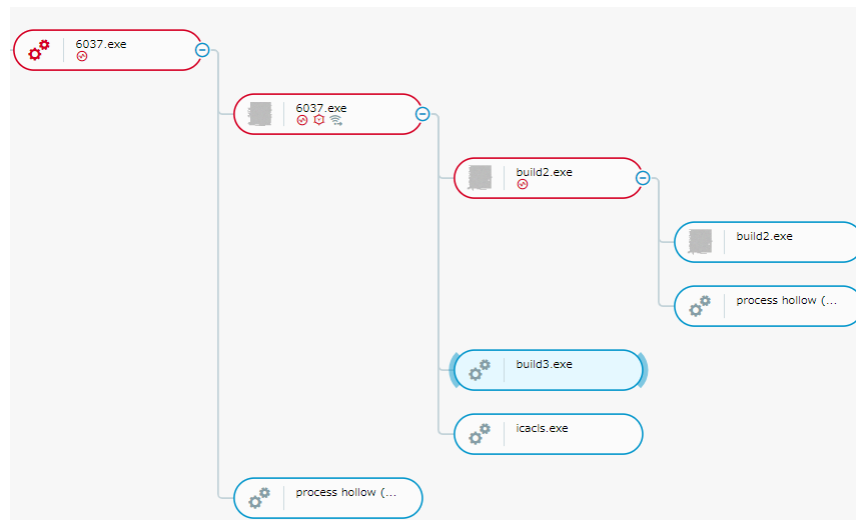 6037.exe
6037.exe
build2.exe
build2.exe
process hollow (...
build3.exe
icacls.exe
process hollow (...